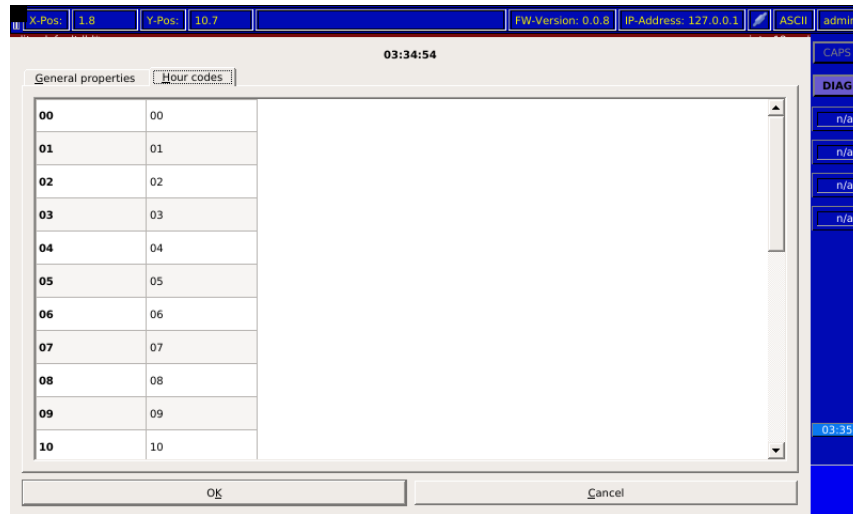 X-Pos: 1.8 Y-Pos: 10.7 FW-Version: 0.0.8 IP-Address: 127.0.0.1 ASCII admin
03:34:54
CAPS
General properties Hour codes
DIAG
00 00
n/a
01 01
n/a
02 02
n/a
03 03
n/a
04 04
05 05
06 06
07 07
08 08
09 09
03:35
10 10
OK Cancel